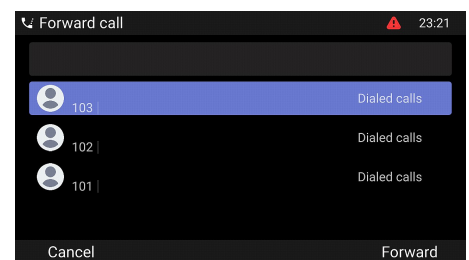 Forward call 23:21
103 | Dialed calls
102 | Dialed calls
101 | Dialed calls
Cancel Forward